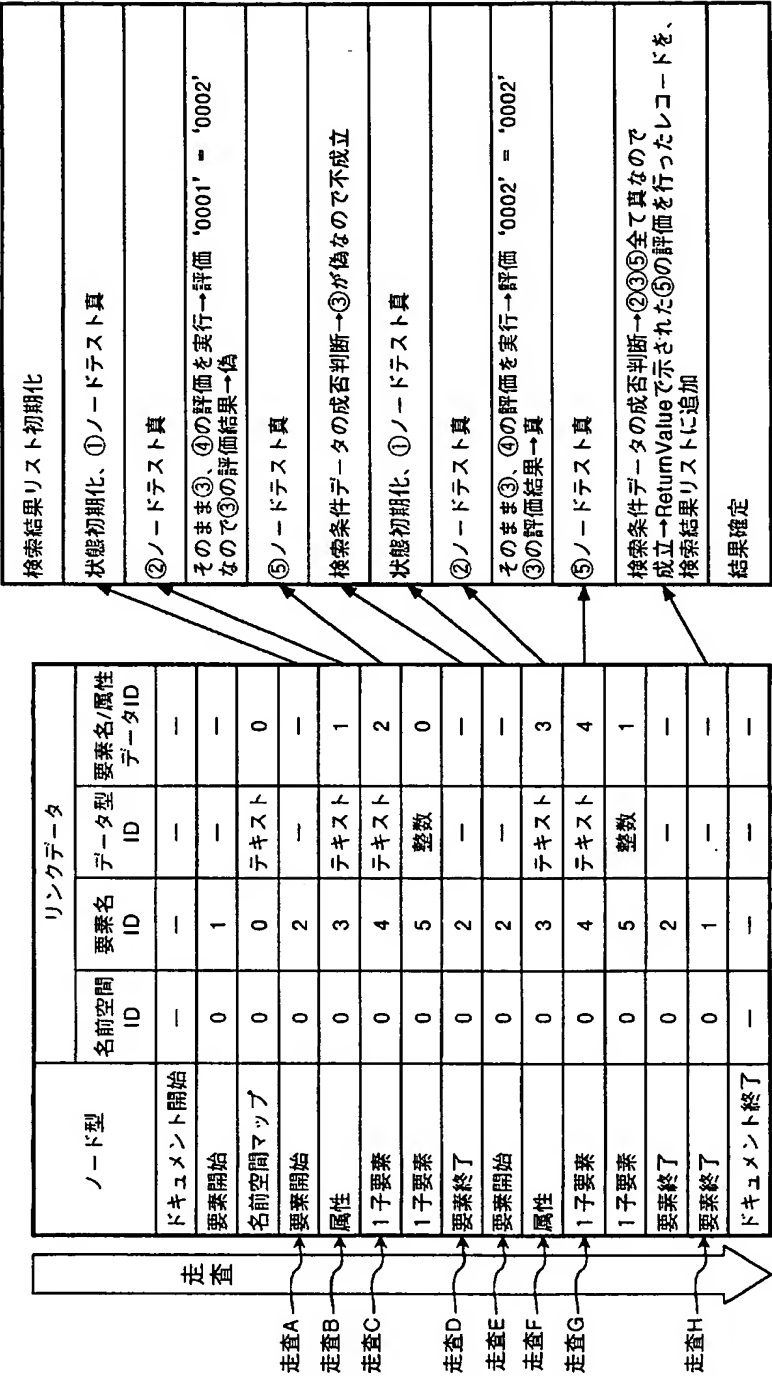 走査
走査A
走査B
走査C
走査D
走査E
走査F
走査G
走査H
ノード型 リンクデータ
名前空間ID 要素名ID データ型ID 要素名/属性データID
ドキュメント開始 ― ― ― ―
要素開始 0 1 ― ―
名前空間マップ 0 0 テキスト 0
要素開始 0 2 ― ―
属性 0 3 テキスト 1
1子要素 0 4 テキスト 2
1子要素 0 5 整数 0
要素終了 0 2 ― ―
要素開始 0 2 ― ―
属性 0 3 テキスト 3
1子要素 0 4 テキスト 4
1子要素 0 5 整数 1
要素終了 0 2 ― ―
要素終了 0 1 ― ―
ドキュメント終了 ― ― ― ―
検索結果リスト初期化
状態初期化、①ノードテスト真
②ノードテスト真
そのまま③、④の評価を実行→評価 '0001' = '0002'
なので③の評価結果→偽
⑤ノードテスト真
検索条件データの成否判断→③が偽なので不成立
状態初期化、①ノードテスト真
②ノードテスト真
そのまま③、④の評価を実行→評価 '0002' = '0002'
③の評価結果→真
⑤ノードテスト真
検索条件データの成否判断→②③⑤全て真なので
成立→ReturnValueで示された⑤の評価を行ったレコードを、
検索結果リストに追加
結果確定